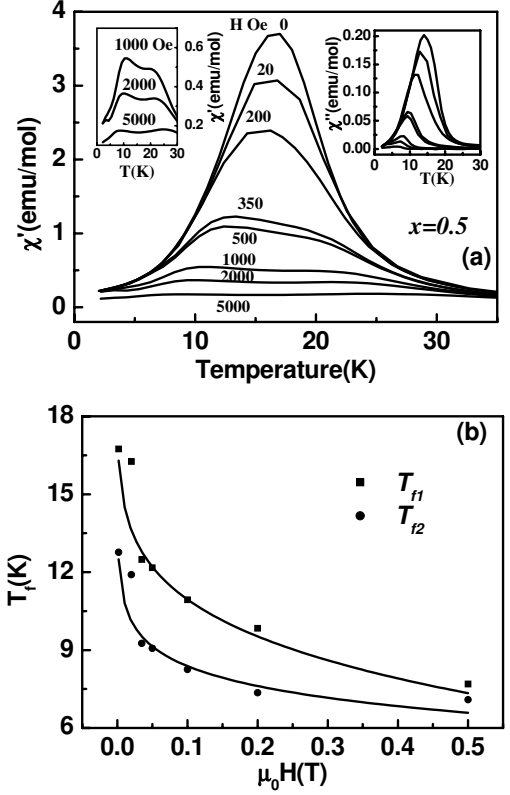 4
H Oe 0
1000 Oe
0.6
0.20
2000
0.4
20
0.15
3
5000
0.2
χ'(emu/mol)
0.10
χ''(emu/mol)
0.05
0 10 20 30
T(K)
200
0.00
0 10 20 30
T(K)
2
χ'(emu/mol)
350
x=0.5
1
500
(a)
1000
2000
0
5000
0 10 20 30
Temperature(K)
18
(b)
15
T_f1
T_f2
12
T_f(K)
9
6
0.0 0.1 0.2 0.3 0.4 0.5
μ₀H(T)